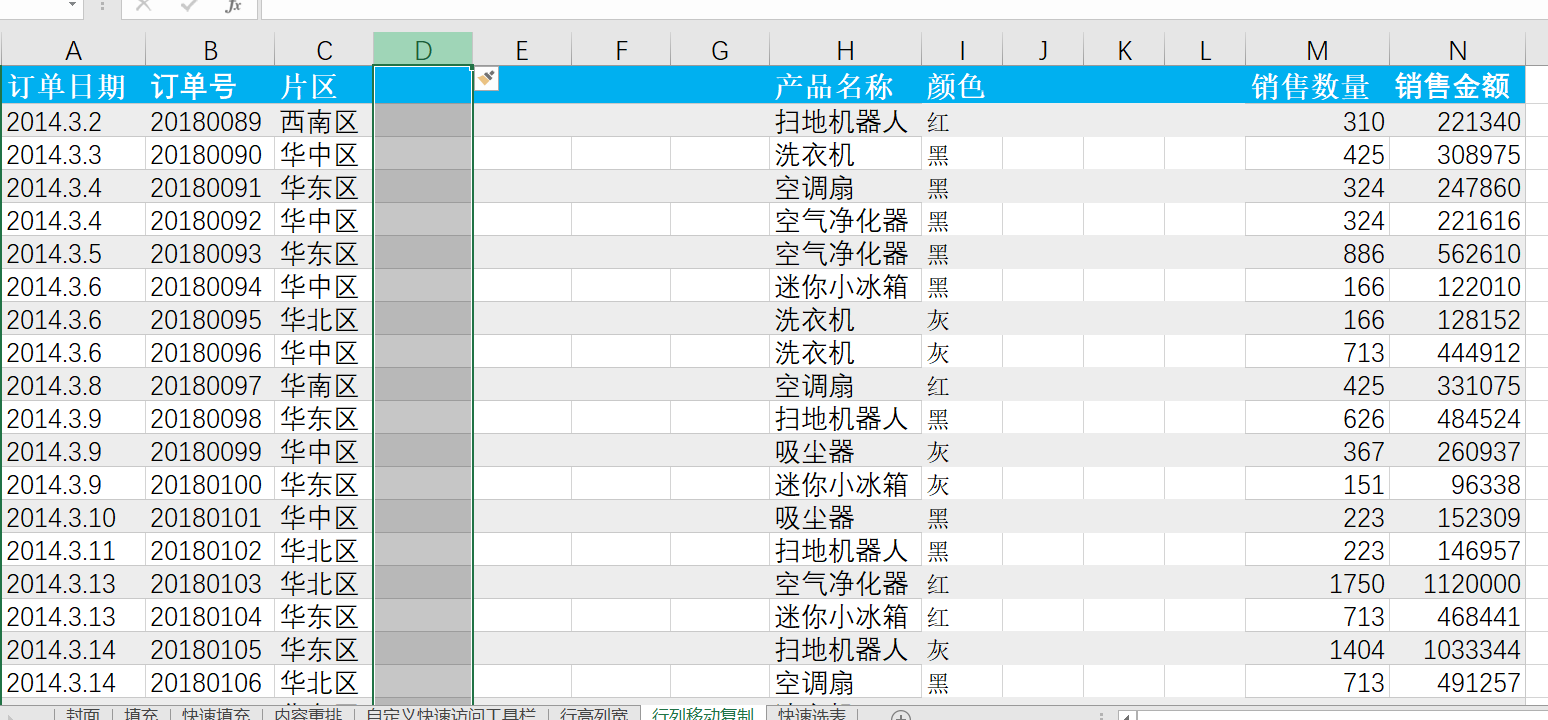 fx
A B C D E F G H I J K L M N
订单日期 订单号 片区 产品名称 颜色 销售数量 销售金额
2014.3.2 20180089 西南区 扫地机器人 红 310 221340
2014.3.3 20180090 华中区 洗衣机 黑 425 308975
2014.3.4 20180091 华东区 空调扇 黑 324 247860
2014.3.4 20180092 华中区 空气净化器 黑 324 221616
2014.3.5 20180093 华东区 空气净化器 黑 886 562610
2014.3.6 20180094 华中区 迷你小冰箱 黑 166 122010
2014.3.6 20180095 华北区 洗衣机 灰 166 128152
2014.3.6 20180096 华中区 洗衣机 灰 713 444912
2014.3.8 20180097 华南区 空调扇 红 425 331075
2014.3.9 20180098 华东区 扫地机器人 黑 626 484524
2014.3.9 20180099 华中区 吸尘器 灰 367 260937
2014.3.9 20180100 华东区 迷你小冰箱 灰 151 96338
2014.3.10 20180101 华中区 吸尘器 黑 223 152309
2014.3.11 20180102 华北区 扫地机器人 黑 223 146957
2014.3.13 20180103 华北区 空气净化器 红 1750 1120000
2014.3.13 20180104 华东区 迷你小冰箱 红 713 468441
2014.3.14 20180105 华东区 扫地机器人 灰 1404 1033344
2014.3.14 20180106 华北区 空调扇 黑 713 491257
封面 填充 快速填充 内容重排 自定义快速访问工具栏 行高列宽 行列移动复制 快速选表